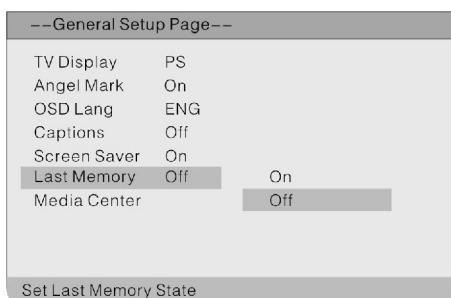 --General Setup Page--
TV Display PS
Angel Mark On
OSD Lang ENG
Captions Off
Screen Saver On
Last Memory Off On
Media Center Off
Set Last Memory State